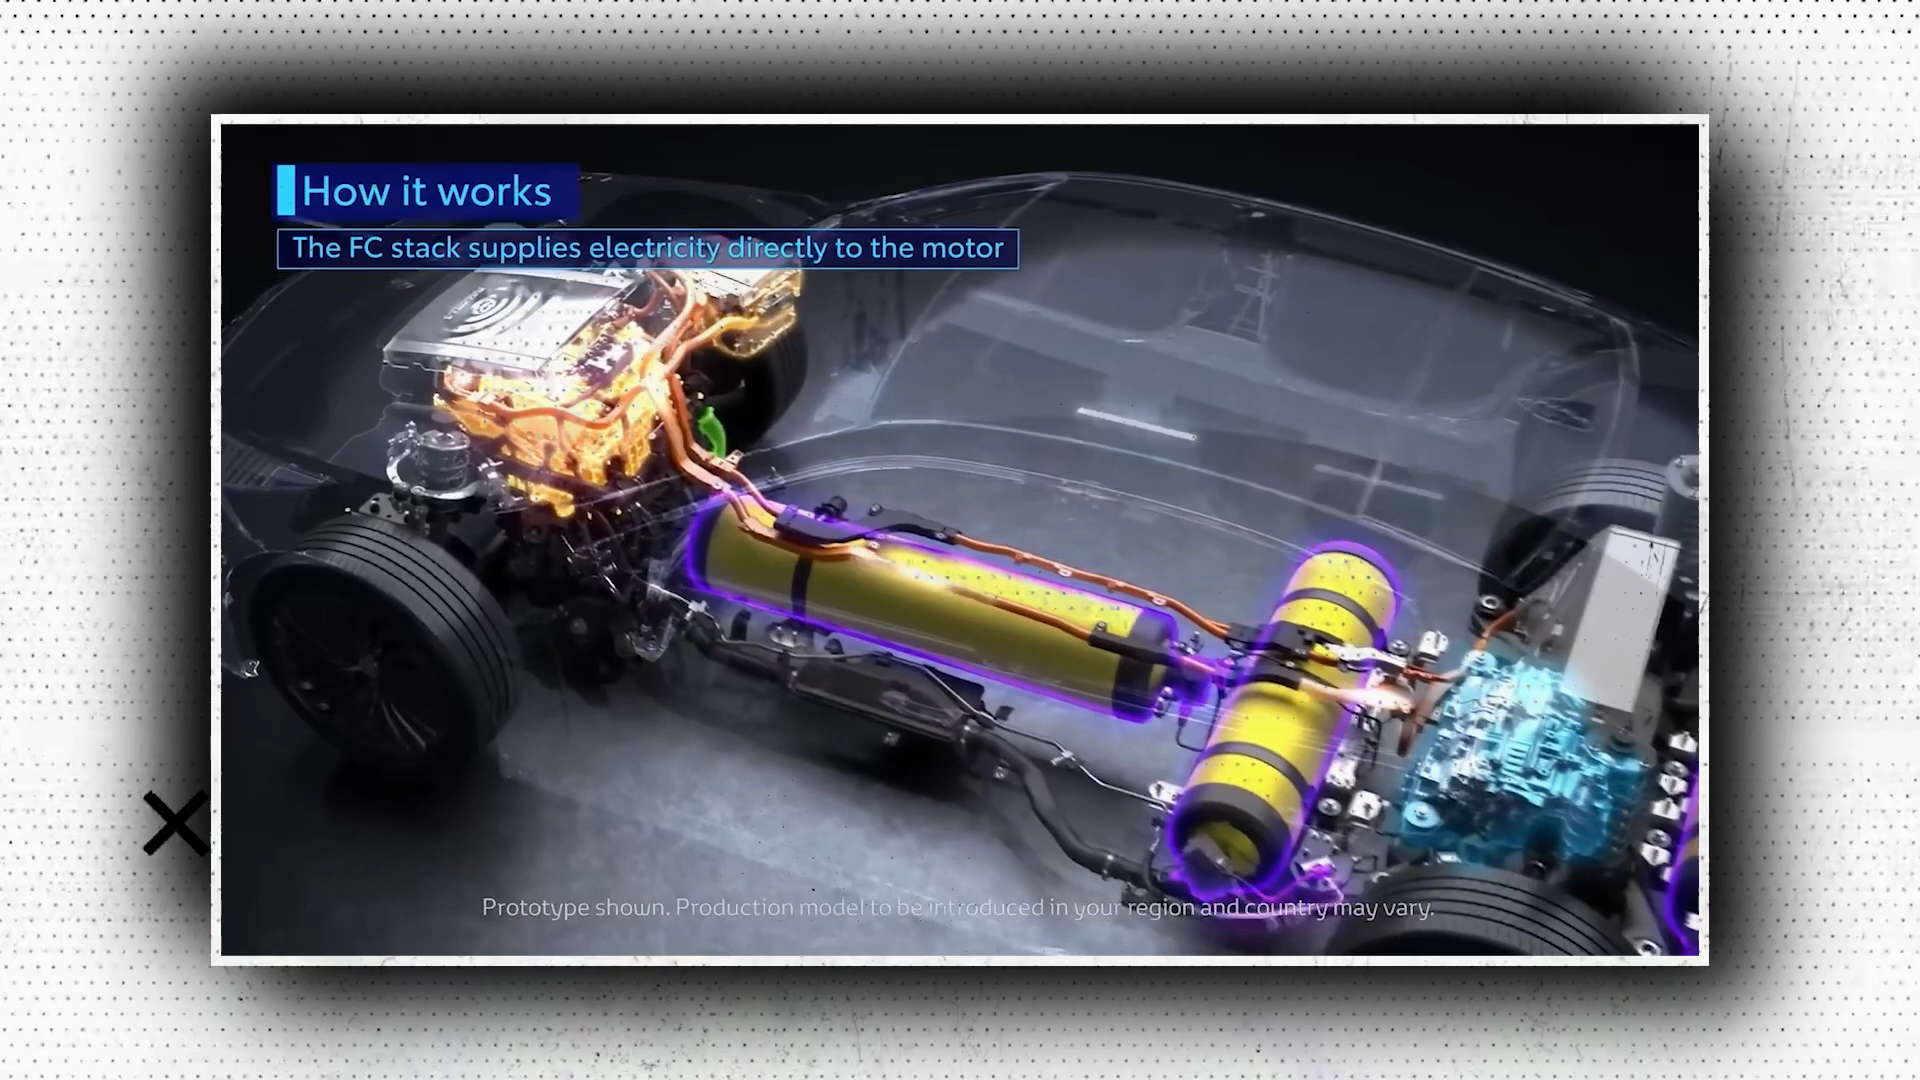 How it works
The FC stack supplies electricity directly to the motor
Prototype shown. Production model to be introduced in your region and country may vary.